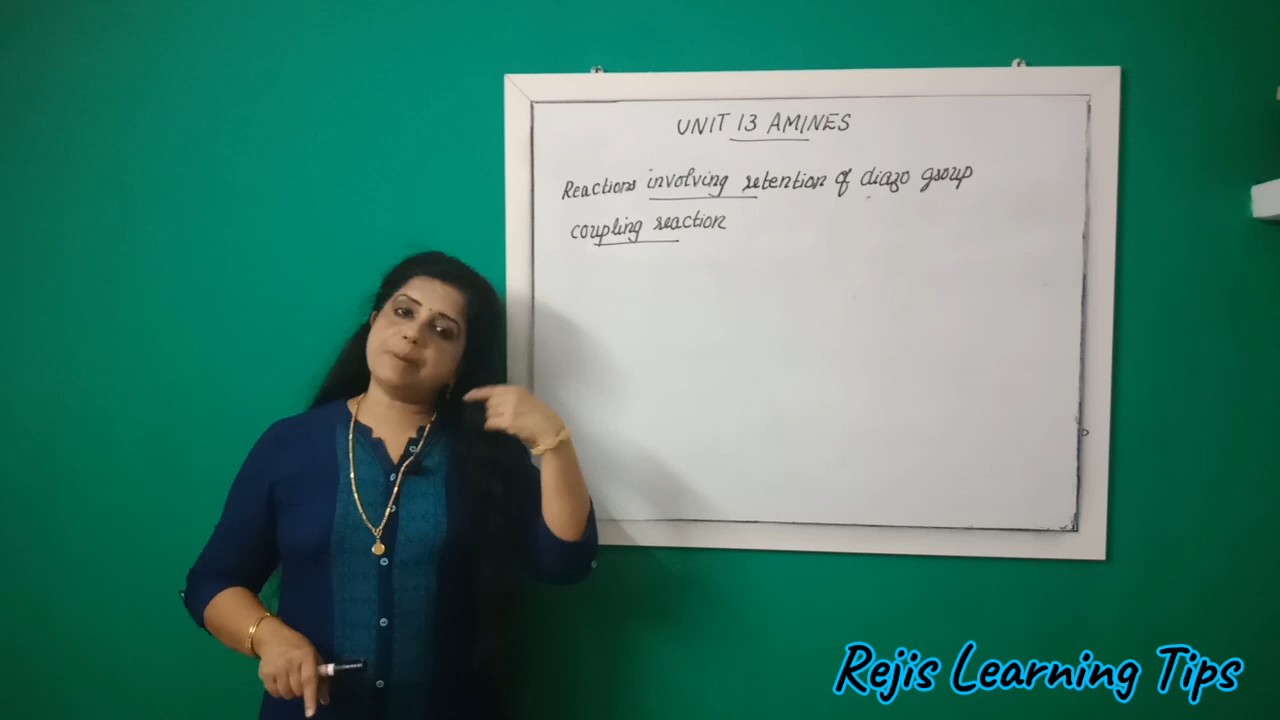 UNIT 13 AMINES
Reactions involving retention of diazo group
coupling reaction
Rejis Learning Tips